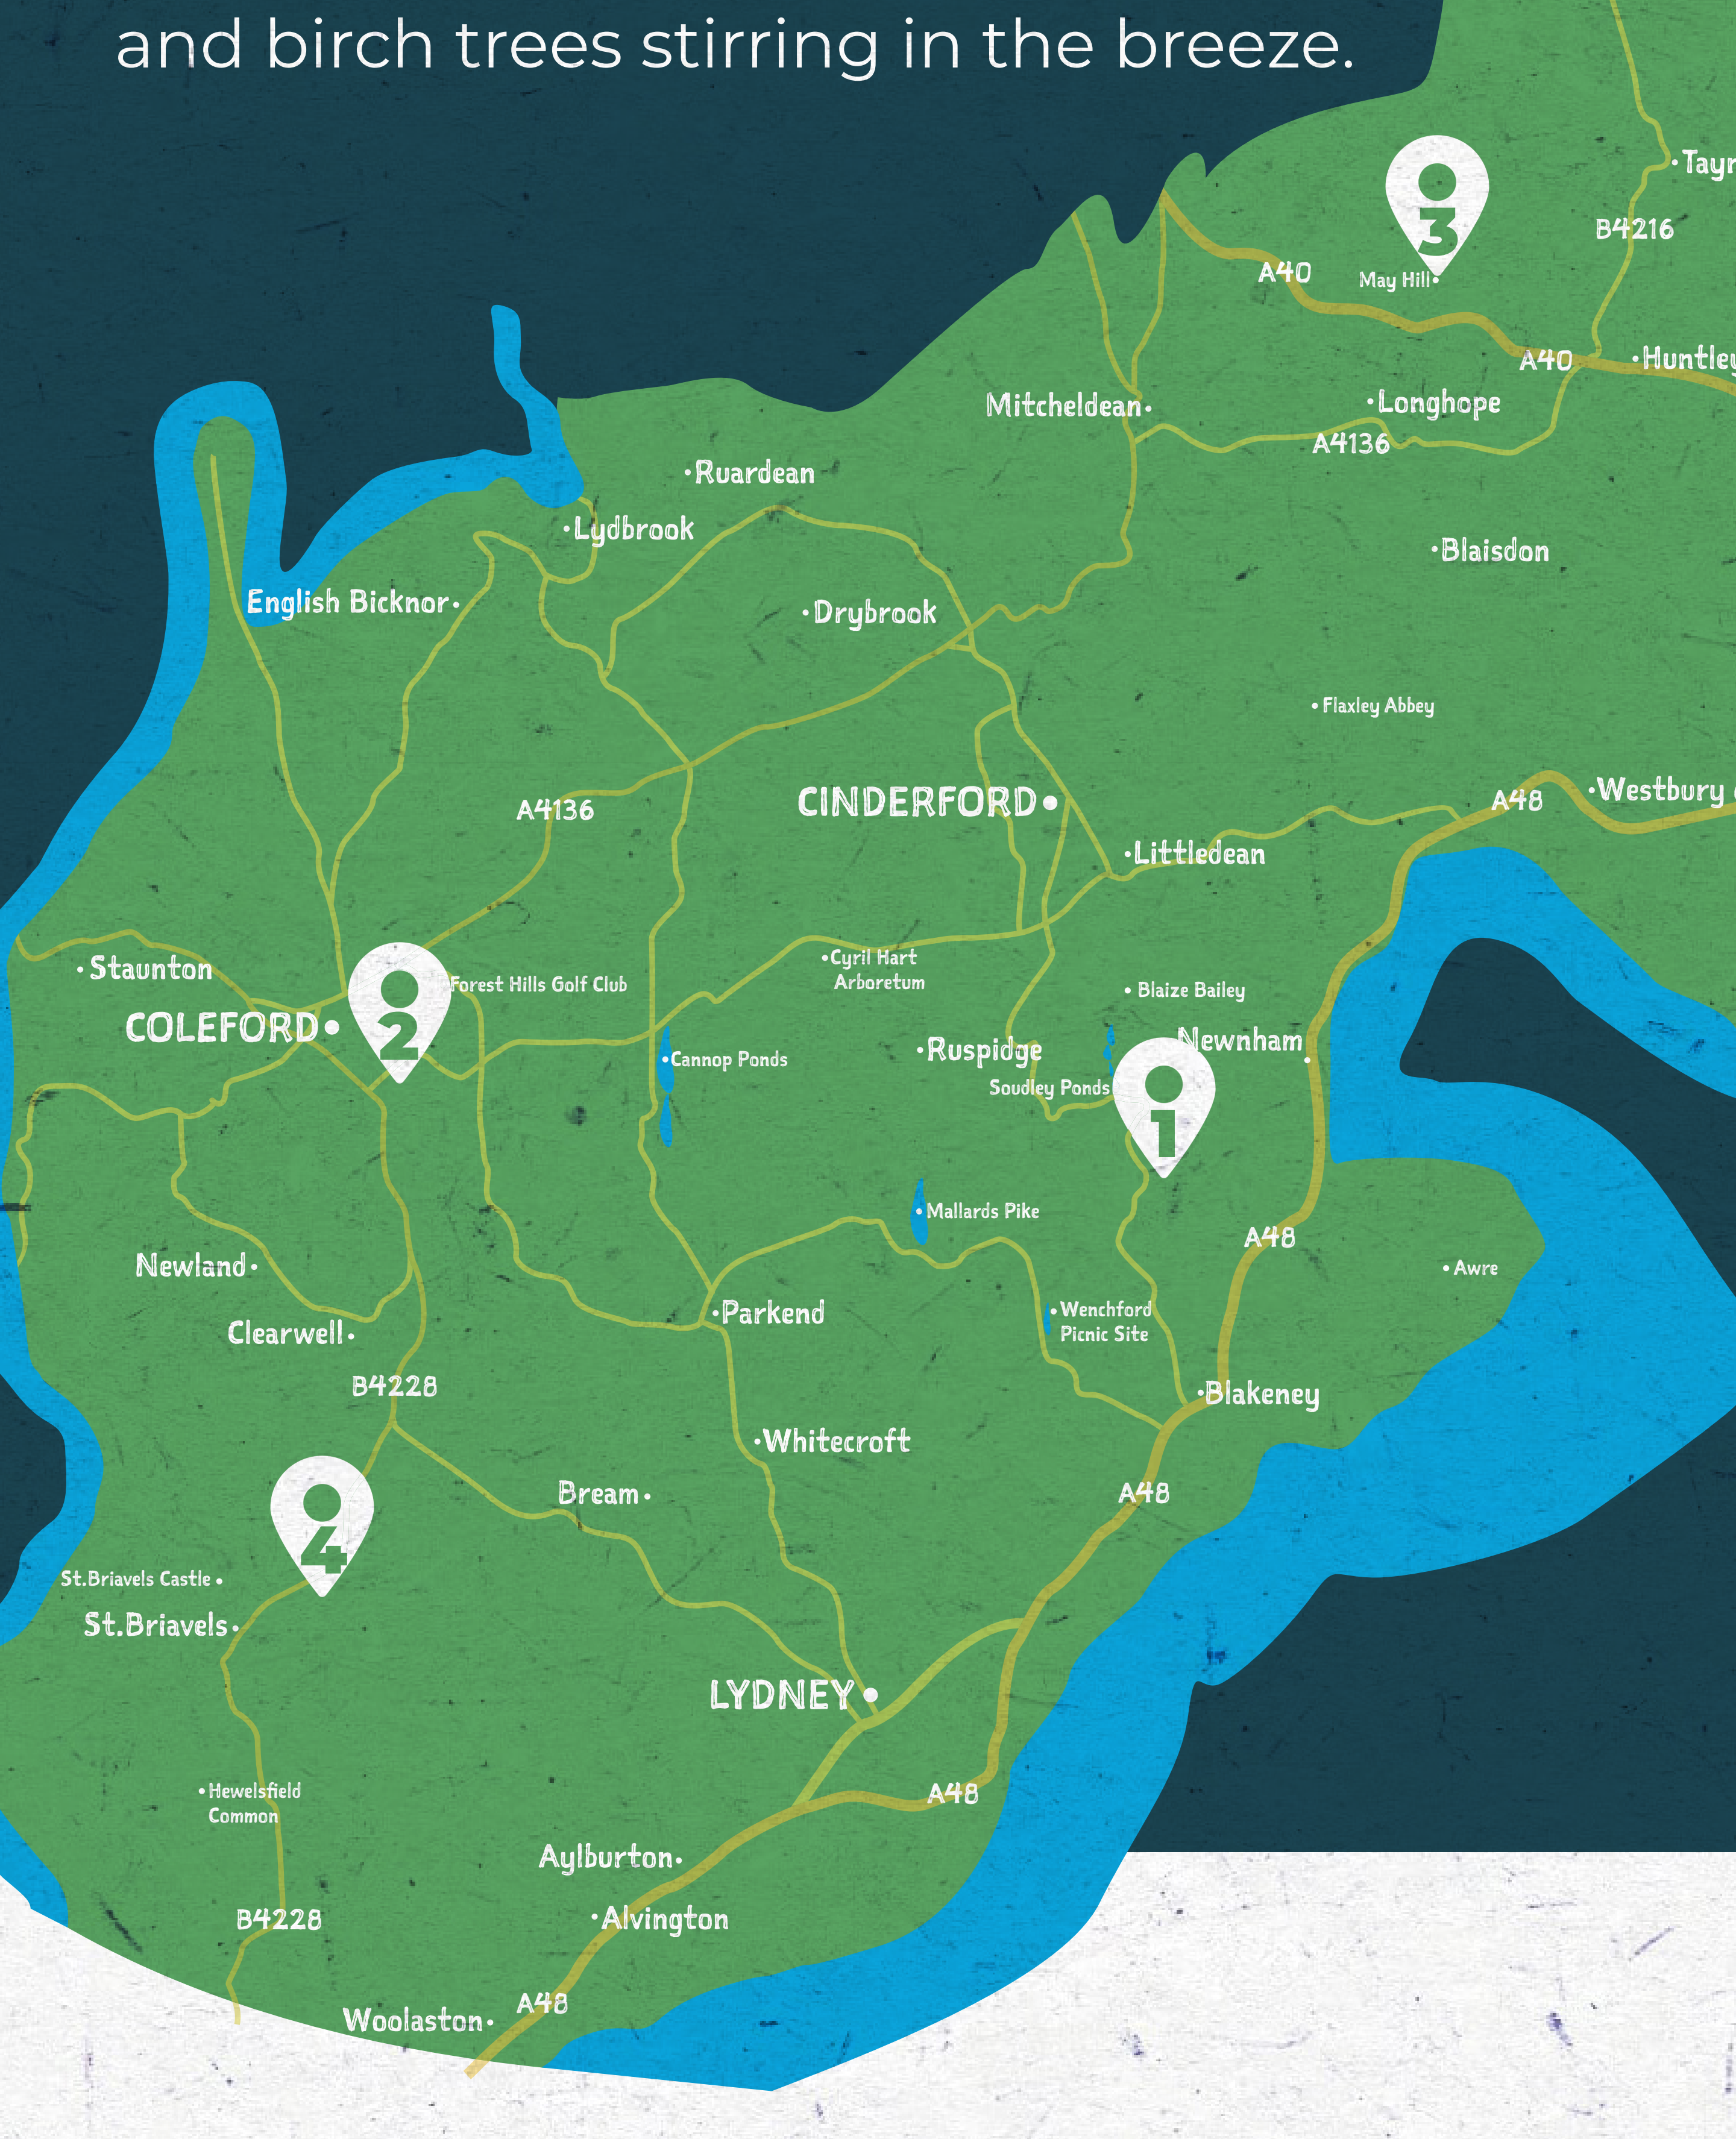 and birch trees stirring in the breeze.
3
B4216
A40
May Hill
A40
Mitcheldean
Longhope
A4136
Ruardean
Lydbrook
Blaisdon
English Bicknor
Drybrook
Flaxley Abbey
Westbury
A48
CINDERFORD
A4136
Littledean
Cyril Hart
Arboretum
Staunton
Forest Hills Golf Club
Blaize Bailey
COLEFORD
2
Newnham
Ruspidge
Cannop Ponds
Soudley Ponds
1
Mallards Pike
A48
Newland
Awre
Wenchford
Picnic Site
Parkend
Clearwell
B4228
Blakeney
Whitecroft
Bream
A48
4
St.Briavels Castle
St.Briavels
LYDNEY
Hewelsfield
Common
A48
Aylburton
B4228
Alvington
A48
Woolaston